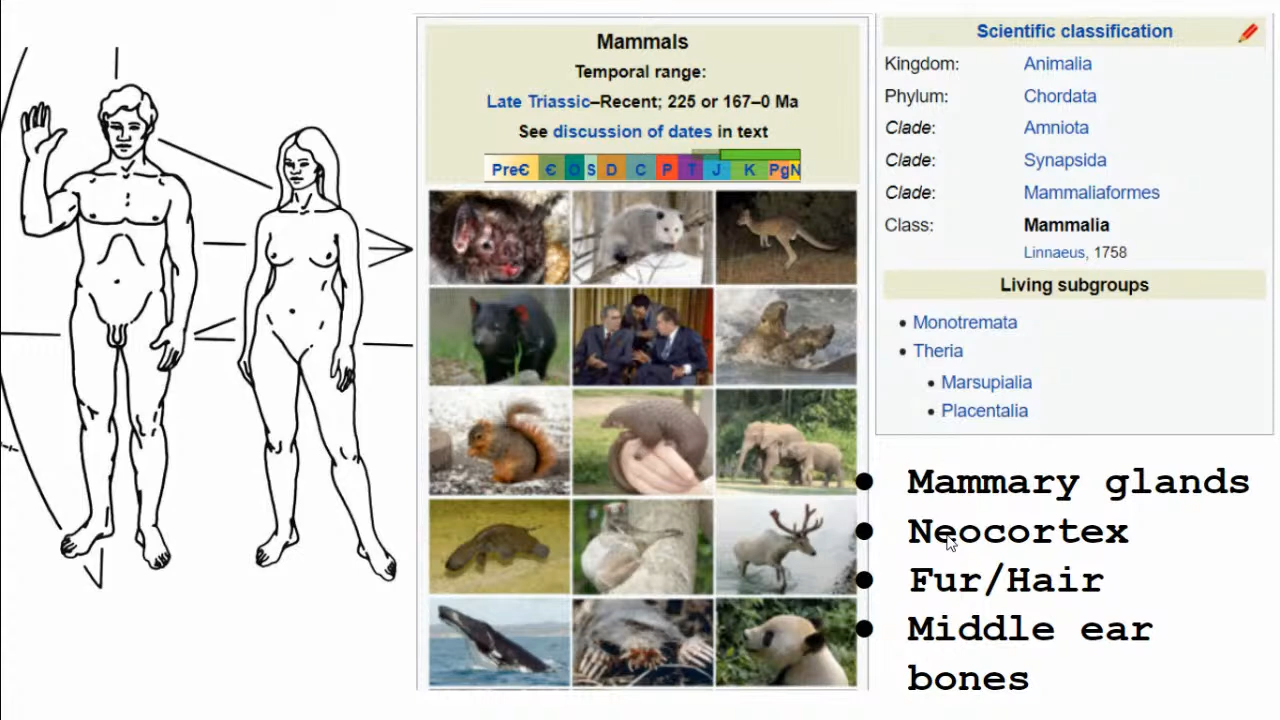 Mammals
Temporal range:
Late Triassic–Recent; 225 or 167–0 Ma
See discussion of dates in text
PreꞒ Ꞓ O S D C P T J K PgN
Scientific classification
Kingdom: Animalia
Phylum: Chordata
Clade: Amniota
Clade: Synapsida
Clade: Mammaliaformes
Class: Mammalia
Linnaeus, 1758
Living subgroups
• Monotremata
• Theria
• Marsupialia
• Placentalia
• Mammary glands
• Neocortex
• Fur/Hair
• Middle ear
bones